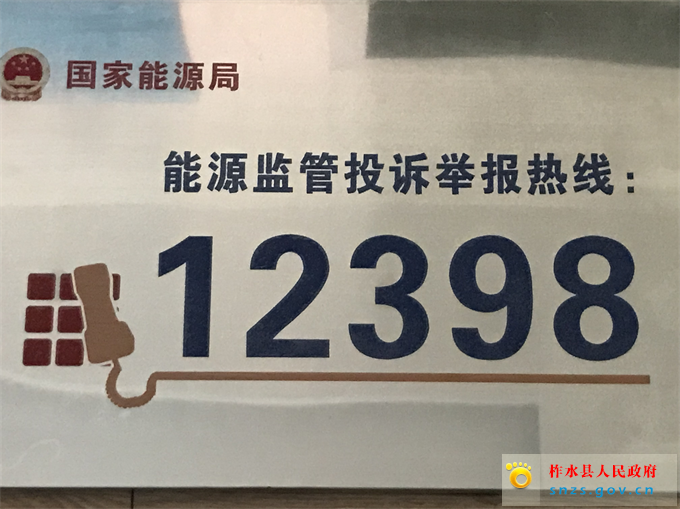 国家能源局
能源监管投诉举报热线：
12398
柞水县人民政府
snzs.gov.cn